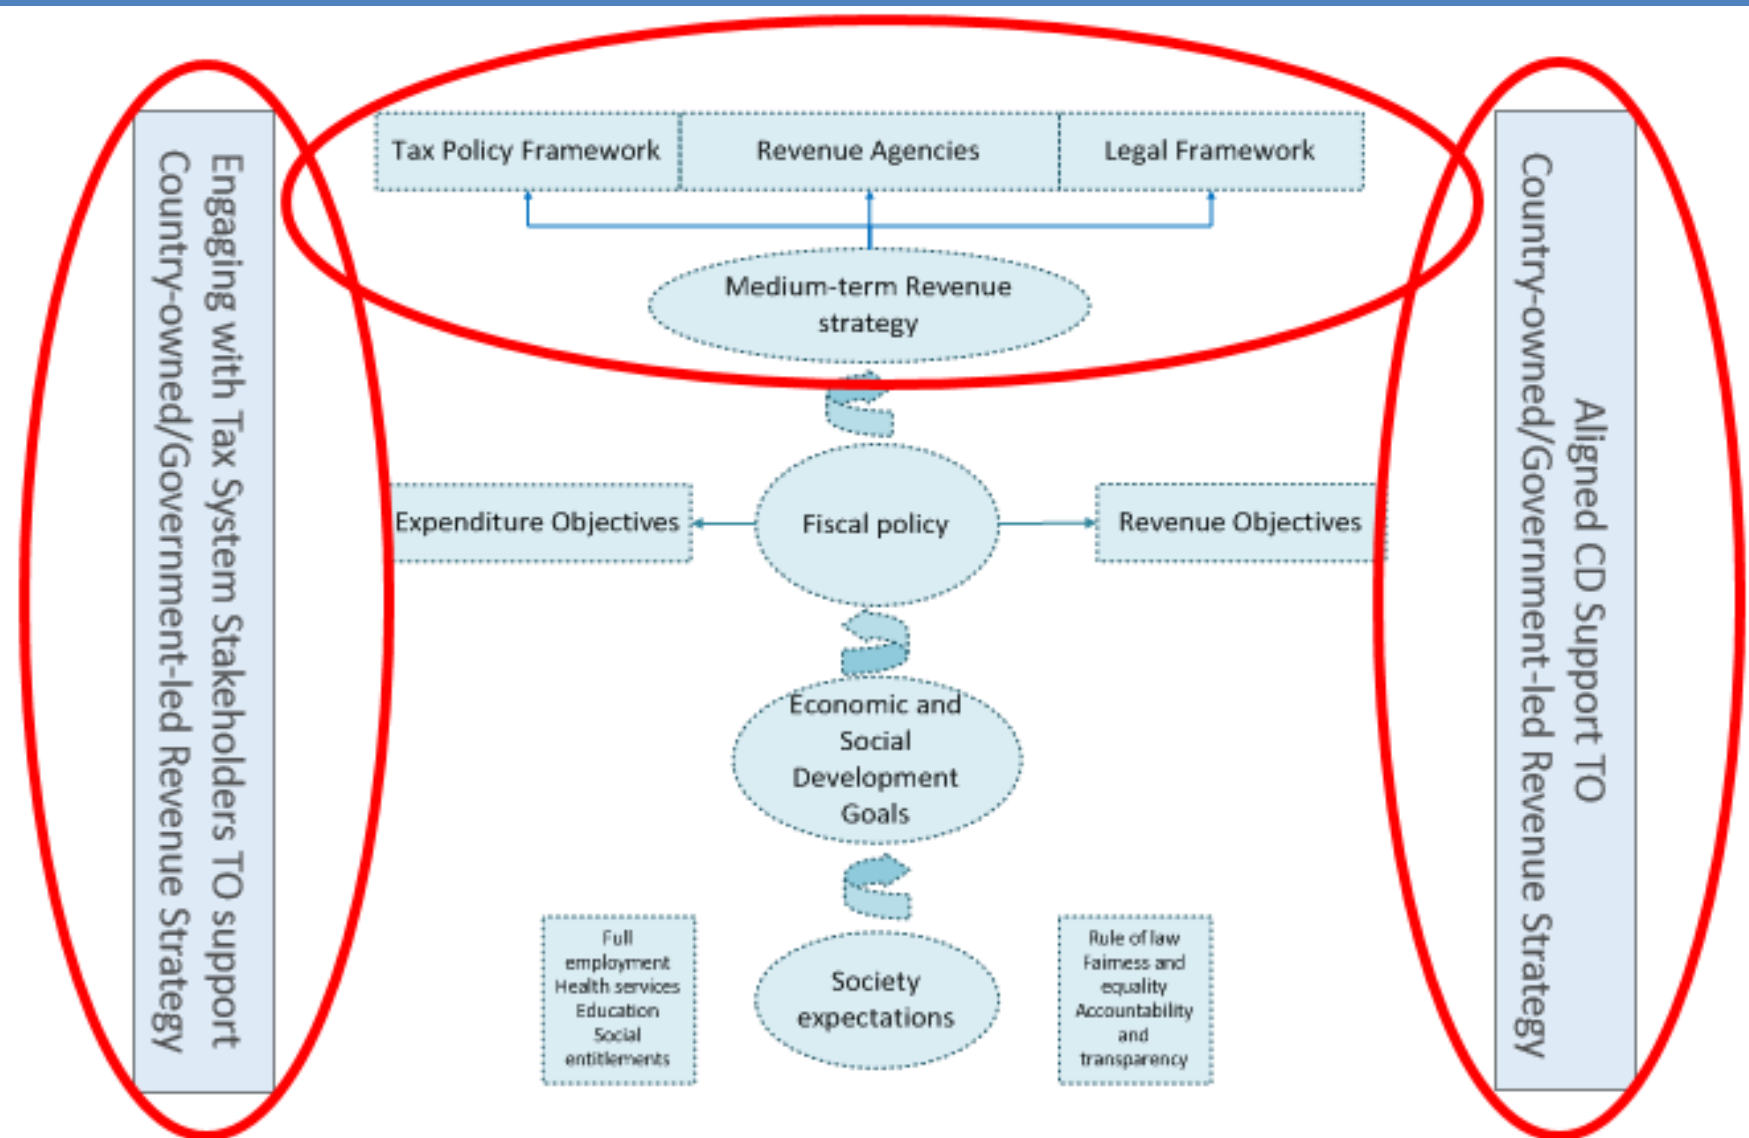 Engaging with Tax System Stakeholders TO support
Country-owned/Government-led Revenue Strategy
Tax Policy Framework
Revenue Agencies
Legal Framework
Medium-term Revenue
strategy
Expenditure Objectives
Fiscal policy
Revenue Objectives
Economic and
Social
Development
Goals
Full
employment
Health services
Education
Social
entitlements
Society
expectations
Rule of law
Fairness and
equality
Accountability
and
transparency
Aligned CD Support TO
Country-owned/Government-led Revenue Strategy